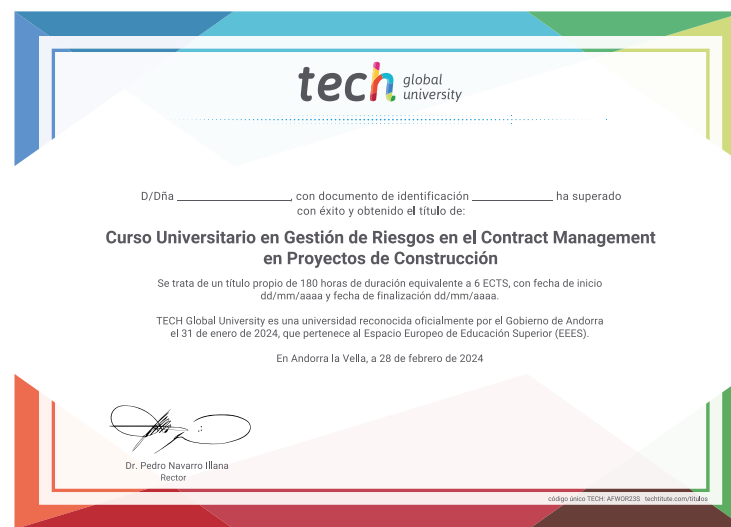 tech global university
D/Dña ______________, con documento de identificación __________ ha superado
con éxito y obtenido el título de:
Curso Universitario en Gestión de Riesgos en el Contract Management
en Proyectos de Construcción
Se trata de un título propio de 180 horas de duración equivalente a 6 ECTS, con fecha de inicio
dd/mm/aaaa y fecha de finalización dd/mm/aaaa.
TECH Global University es una universidad reconocida oficialmente por el Gobierno de Andorra
el 31 de enero de 2024, que pertenece al Espacio Europeo de Educación Superior (EEES).
En Andorra la Vella, a 28 de febrero de 2024
Dr. Pedro Navarro Illana
Rector
código único TECH: AFWOR23S techtitute.com/titulos